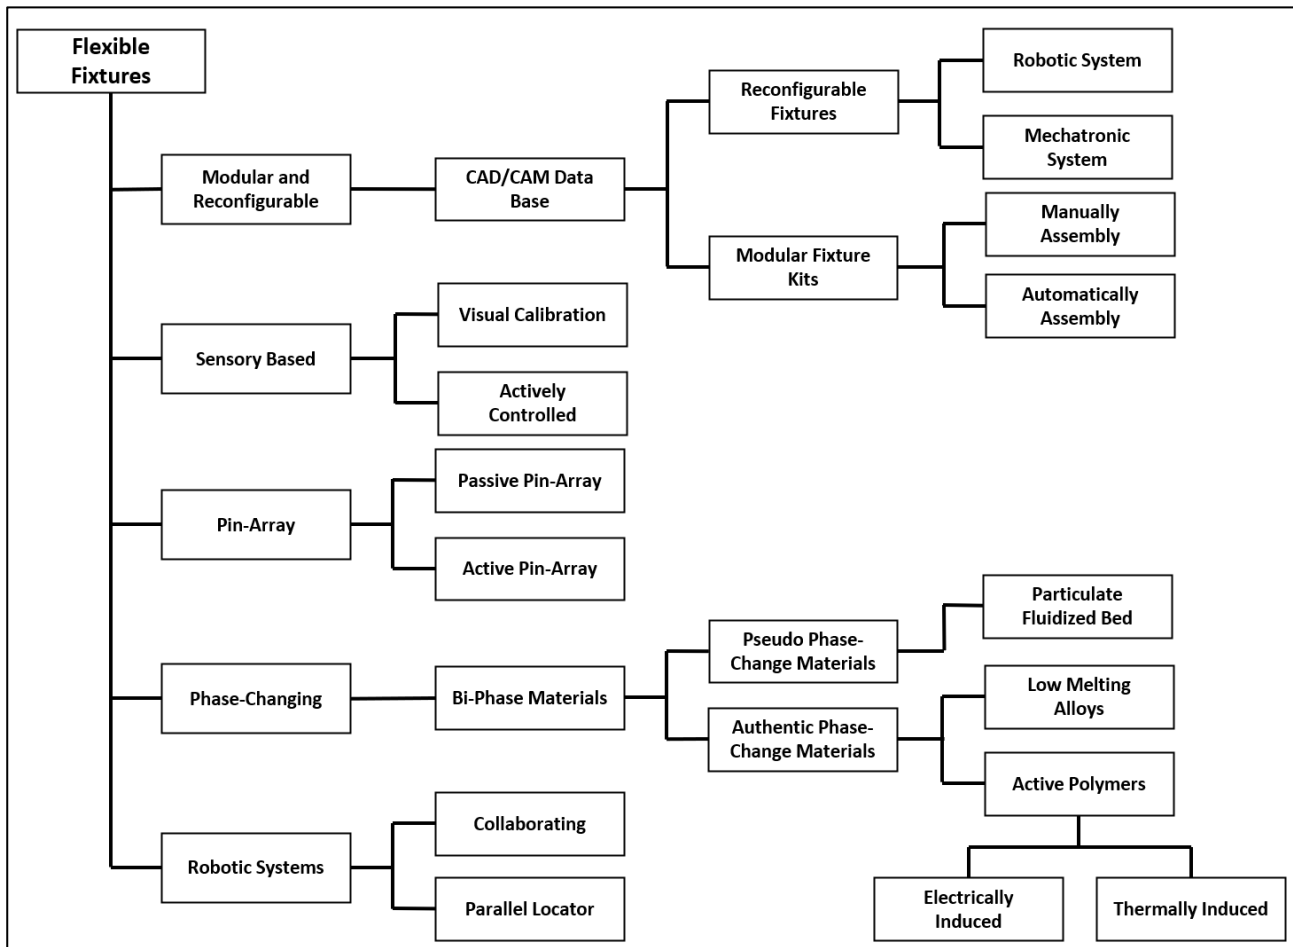 Flexible
Fixtures
Modular and
Reconfigurable
CAD/CAM Data
Base
Reconfigurable
Fixtures
Robotic System
Mechatronic
System
Modular Fixture
Kits
Manually
Assembly
Automatically
Assembly
Sensory Based
Visual Calibration
Actively
Controlled
Pin-Array
Passive Pin-Array
Active Pin-Array
Phase-Changing
Bi-Phase Materials
Pseudo Phase-
Change Materials
Particulate
Fluidized Bed
Authentic Phase-
Change Materials
Low Melting
Alloys
Active Polymers
Electrically
Induced
Thermally Induced
Robotic Systems
Collaborating
Parallel Locator